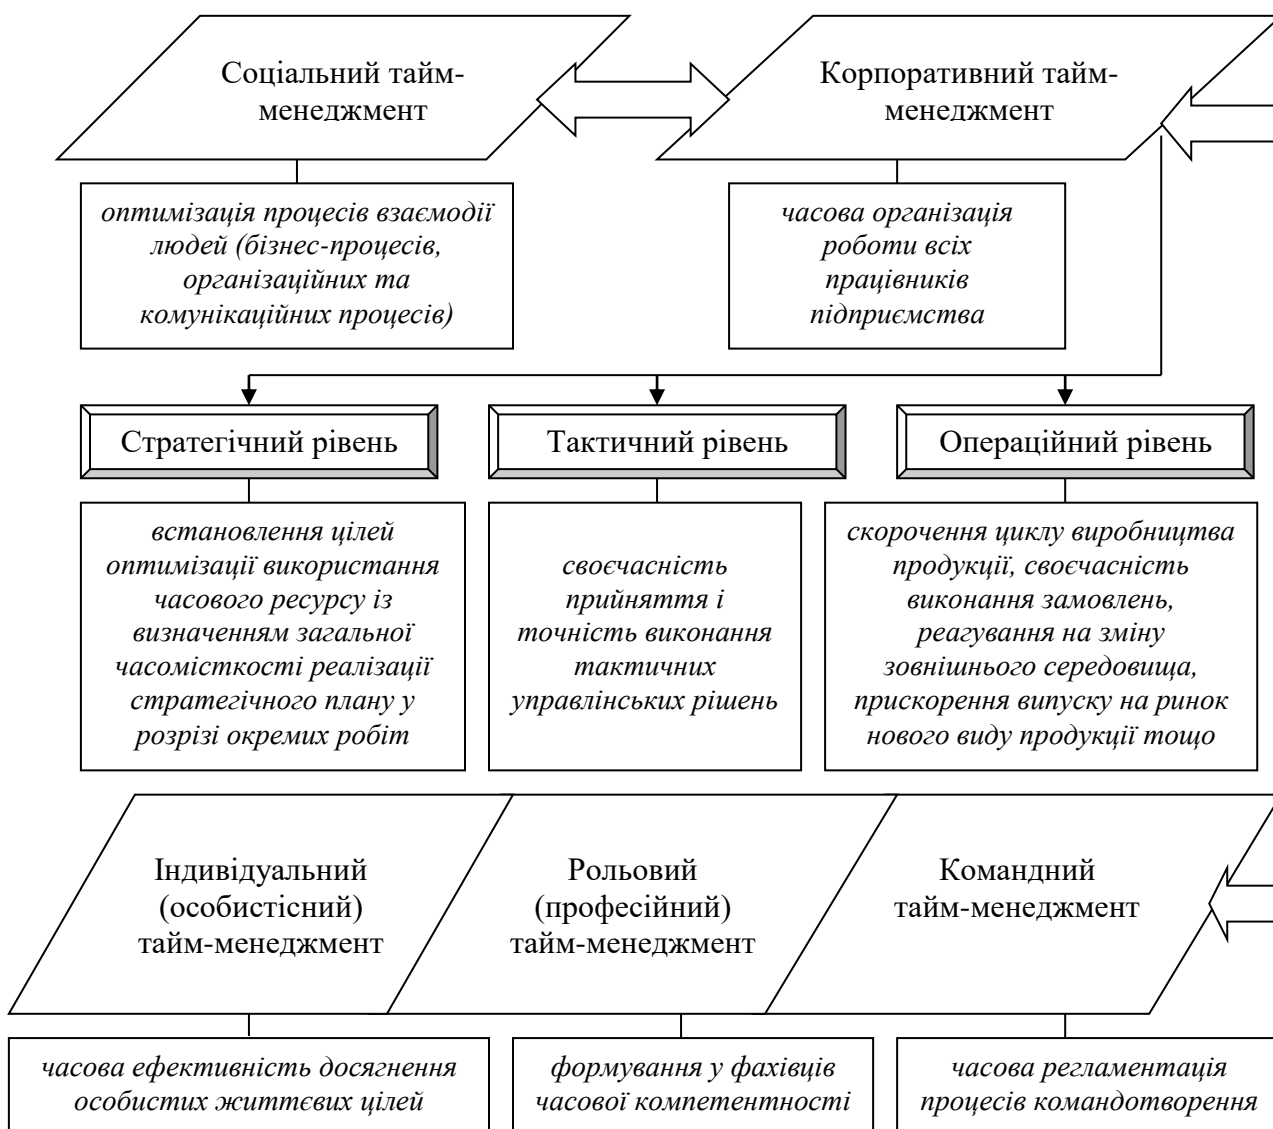 Соціальний тайм-
менеджмент
Корпоративний тайм-
менеджмент
оптимізація процесів взаємодії
людей (бізнес-процесів,
організаційних та
комунікаційних процесів)
часова організація
роботи всіх
працівників
підприємства
Стратегічний рівень
Тактичний рівень
Операційний рівень
встановлення цілей
оптимізації використання
часового ресурсу із
визначенням загальної
часомісткості реалізації
стратегічного плану у
розрізі окремих робіт
своєчасність
прийняття і
точність виконання
тактичних
управлінських рішень
скорочення циклу виробництва
продукції, своєчасність
виконання замовлень,
реагування на зміну
зовнішнього середовища,
прискорення випуску на ринок
нового виду продукції тощо
Індивідуальний
(особистісний)
тайм-менеджмент
Рольовий
(професійний)
тайм-менеджмент
Командний
тайм-менеджмент
часова ефективність досягнення
особистих життєвих цілей
формування у фахівців
часової компетентності
часова регламентація
процесів командотворення